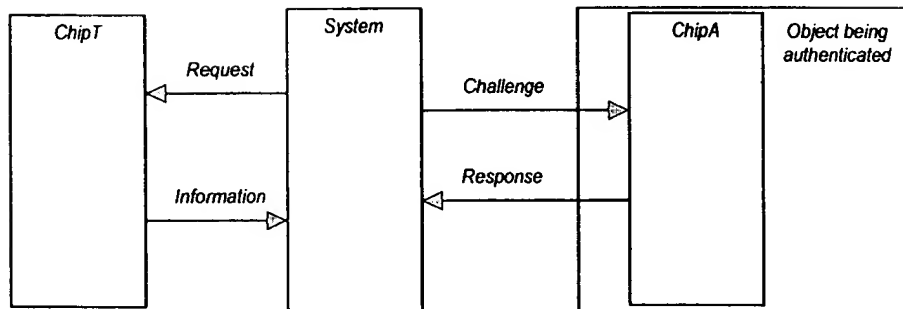 ChipT
System
ChipA
Object being
authenticated
Request
Challenge
Information
Response